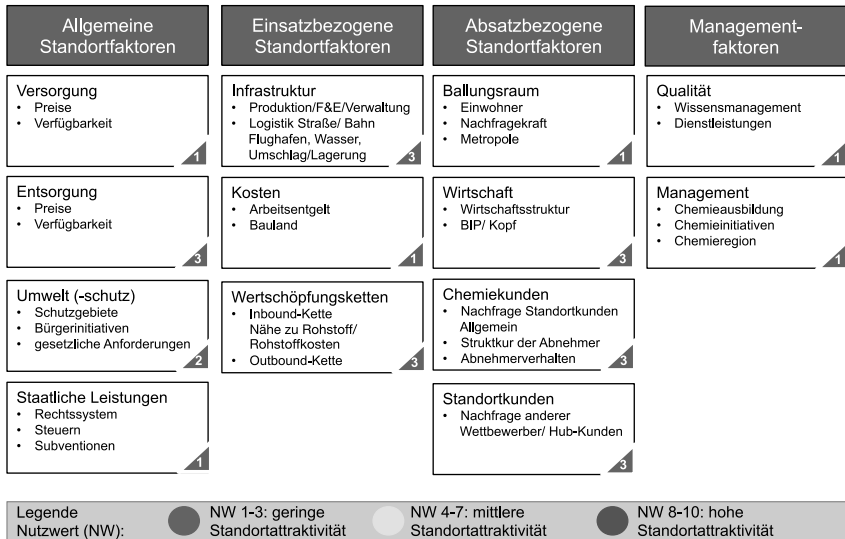 Allgemeine
Standortfaktoren
Einsatzbezogene
Standortfaktoren
Absatzbezogene
Standortfaktoren
Management-
faktoren
Versorgung
• Preise
• Verfügbarkeit
1
Infrastruktur
• Produktion/F&E/Verwaltung
• Logistik Straße/ Bahn
Flughafen, Wasser,
Umschlag/Lagerung
3
Ballungsraum
• Einwohner
• Nachfragekraft
• Metropole
1
Qualität
• Wissensmanagement
• Dienstleistungen
1
Entsorgung
• Preise
• Verfügbarkeit
3
Kosten
• Arbeitsentgelt
• Bauland
1
Wirtschaft
• Wirtschaftsstruktur
• BIP/ Kopf
3
Management
• Chemieausbildung
• Chemieinitiativen
• Chemieregion
1
Umwelt (-schutz)
• Schutzgebiete
• Bürgerinitiativen
• gesetzliche Anforderungen
2
Wertschöpfungsketten
• Inbound-Kette
Nähe zu Rohstoff/
Rohstoffkosten
• Outbound-Kette
3
Chemiekunden
• Nachfrage Standortkunden
Allgemein
• Struktkur der Abnehmer
• Abnehmerverhalten
3
Staatliche Leistungen
• Rechtssystem
• Steuern
• Subventionen
1
Standortkunden
• Nachfrage anderer
Wettbewerber/ Hub-Kunden
3
Legende
Nutzwert (NW):
NW 1-3: geringe
Standortattraktivität
NW 4-7: mittlere
Standortattraktivität
NW 8-10: hohe
Standortattraktivität